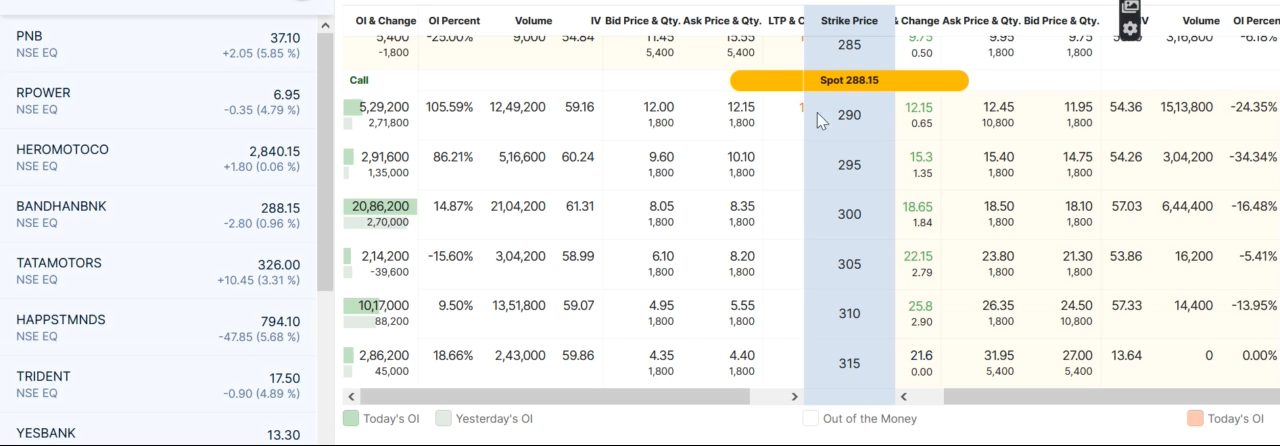 PNB 37.10
NSE EQ +2.05 (5.85 %)
RPOWER 6.95
NSE EQ -0.35 (4.79 %)
HEROMOTOCO 2,840.15
NSE EQ +1.80 (0.06 %)
BANDHANBNK 288.15
NSE EQ -2.80 (0.96 %)
TATAMOTORS 326.00
NSE EQ +10.45 (3.31 %)
HAPPSTMNDS 794.10
NSE EQ -47.85 (5.68 %)
TRIDENT 17.50
NSE EQ -0.90 (4.89 %)
YESBANK 13.30
OI & Change OI Percent Volume IV Bid Price & Qty. Ask Price & Qty. LTP & C Strike Price & Change Ask Price & Qty. Bid Price & Qty. V Volume OI Percen
5,400 -25.00% 9,000 54.84 11.45 15.55 285 9.75 9.95 9.75 3,16,800 -6.18%
-1,800 5,400 5,400 0.50 1,800 1,800
Call Spot 288.15
5,29,200 105.59% 12,49,200 59.16 12.00 12.15 1 290 12.15 12.45 11.95 54.36 15,13,800 -24.35%
2,71,800 1,800 1,800 0.65 10,800 1,800
2,91,600 86.21% 5,16,600 60.24 9.60 10.10 295 15.3 15.40 14.75 54.26 3,04,200 -34.34%
1,35,000 1,800 1,800 1.35 1,800 1,800
20,86,200 14.87% 21,04,200 61.31 8.05 8.35 300 18.65 18.50 18.10 57.03 6,44,400 -16.48%
2,70,000 1,800 1,800 1.84 1,800 1,800
2,14,200 -15.60% 3,04,200 58.99 6.10 8.20 305 22.15 23.80 21.30 53.86 16,200 -5.41%
-39,600 1,800 1,800 2.79 1,800 1,800
10,17,000 9.50% 13,51,800 59.07 4.95 5.55 310 25.8 26.35 24.50 57.33 14,400 -13.95%
88,200 1,800 1,800 2.90 1,800 10,800
2,86,200 18.66% 2,43,000 59.86 4.35 4.40 315 21.6 31.95 27.00 13.64 0 0.00%
45,000 1,800 1,800 0.00 5,400 5,400
Today's OI Yesterday's OI Out of the Money Today's OI